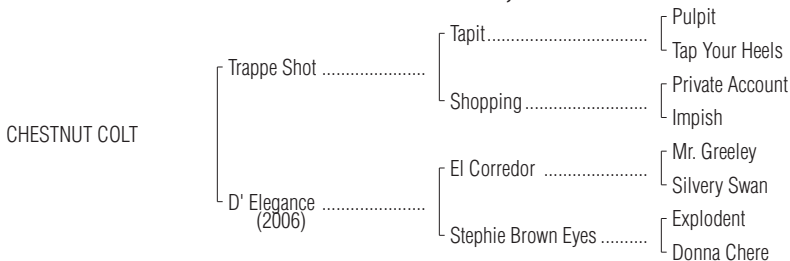 Pulpit
Tapit
Tap Your Heels
Trappe Shot
Private Account
Shopping
Impish
CHESTNUT COLT
Mr. Greeley
El Corredor
Silvery Swan
D' Elegance
(2006)
Explodent
Stephie Brown Eyes
Donna Chere